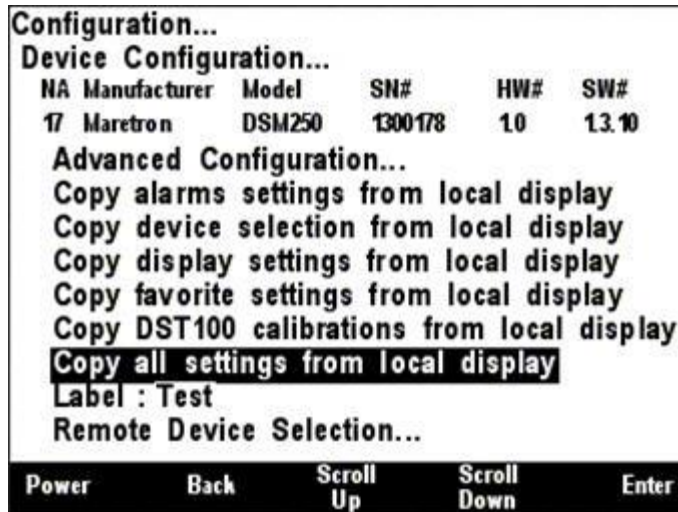 Configuration...
Device Configuration...
NA Manufacturer Model SN# HW# SW#
17 Maretron DSM250 1300178 1.0 1.3.10
Advanced Configuration...
Copy alarms settings from local display
Copy device selection from local display
Copy display settings from local display
Copy favorite settings from local display
Copy DST100 calibrations from local display
Copy all settings from local display
Label : Test
Remote Device Selection...
Power Back Scroll Up Scroll Down Enter